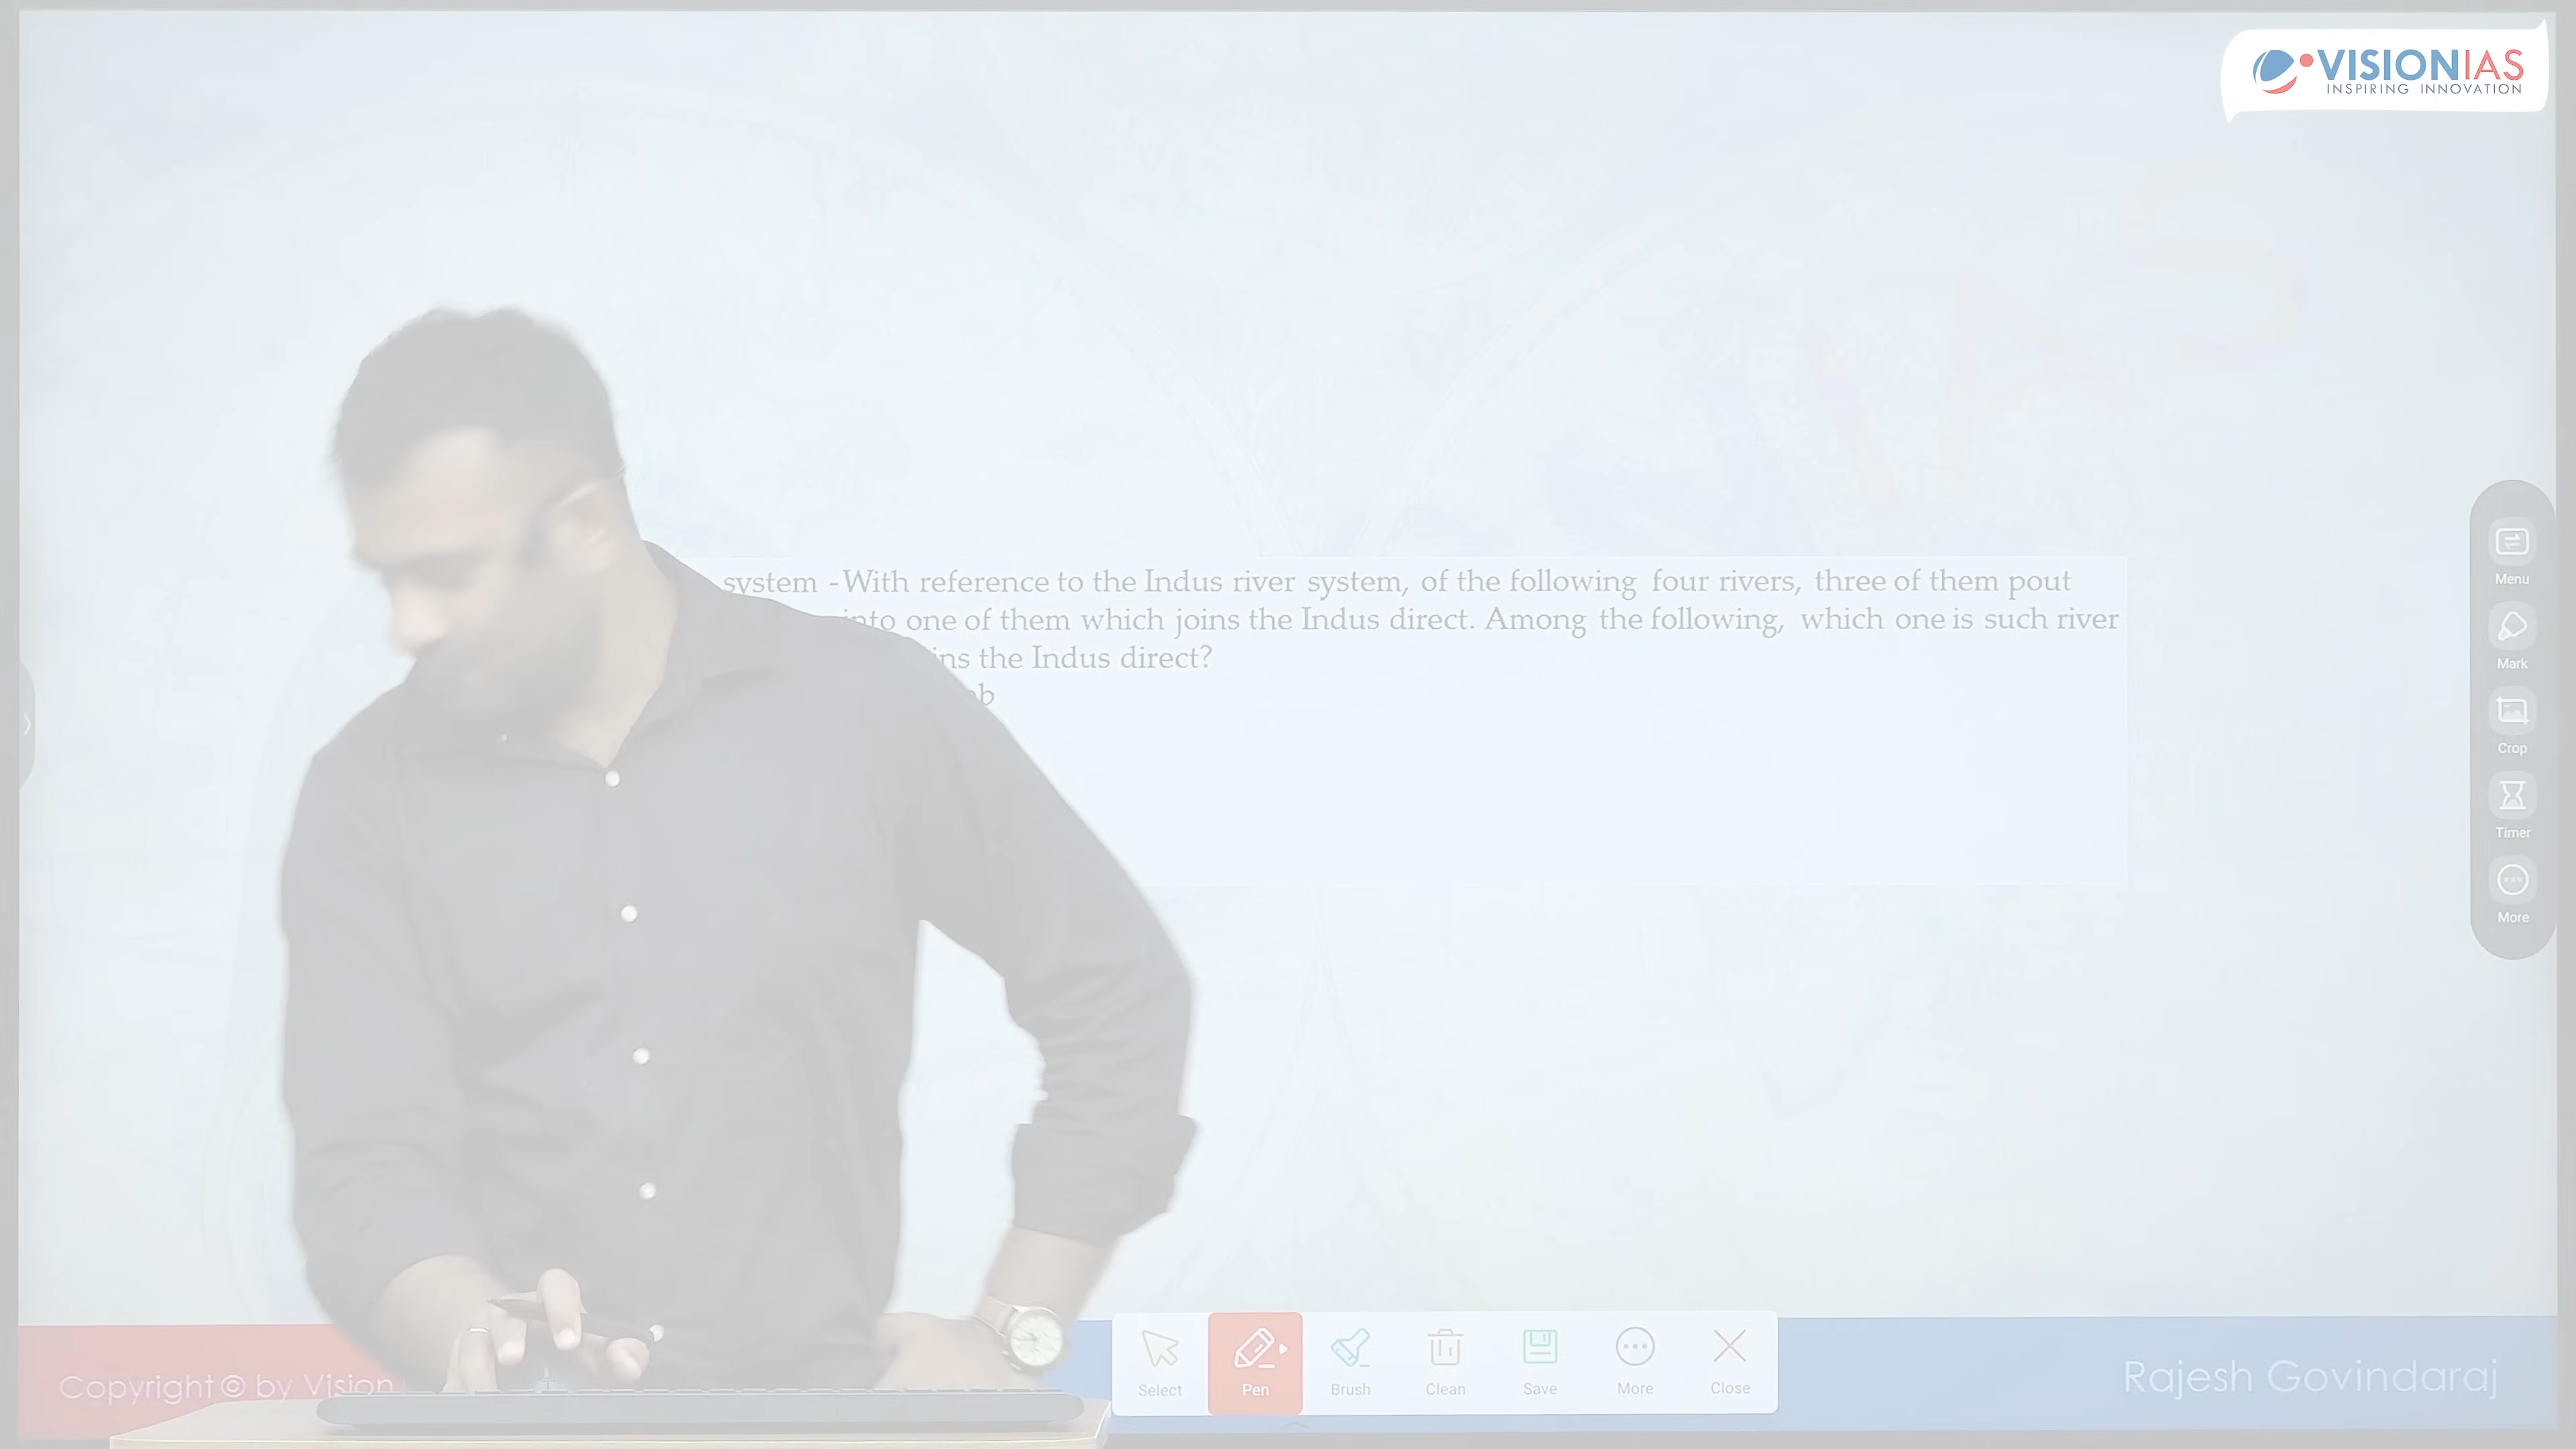 VISIONIAS
INSPIRING INNOVATION
system - With reference to the Indus river system, of the following four rivers, three of them pout
into one of them which joins the Indus direct. Among the following, which one is such river
the Indus direct?
Menu
Mark
Crop
Timer
More
Select
Pen
Brush
Clean
Save
More
Close
Copyright © by Vision
Rajesh Govindaraj